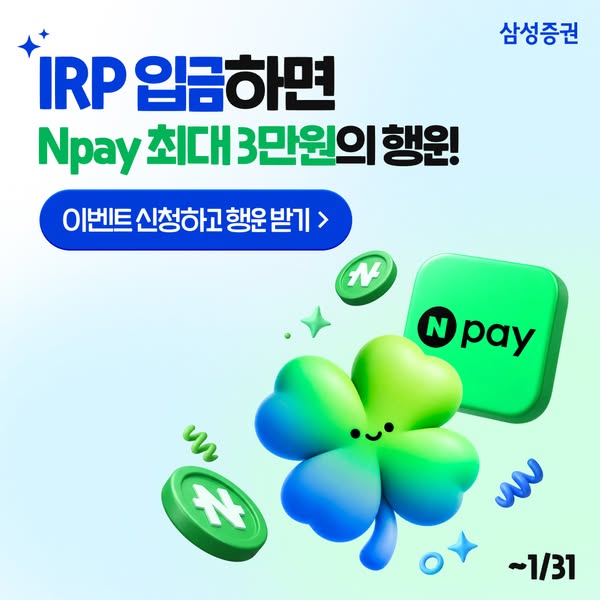 삼성증권
IRP 입금하면
Npay 최대 3만원의 행운!
이벤트 신청하고 행운 받기 >
N
N pay
N
~1/31